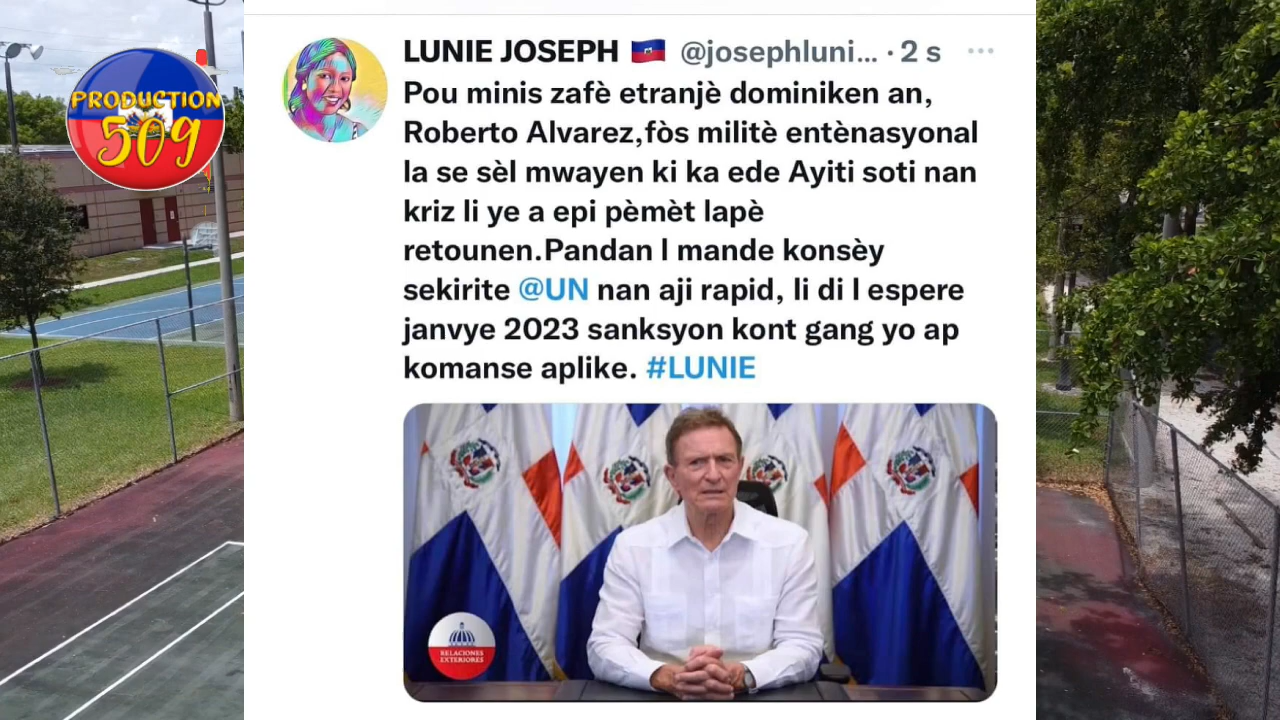 PRODUCTION
509
LUNIE JOSEPH 🇭🇹 @josephluni... · 2 s
Pou minis zafè etranjè dominiken an,
Roberto Alvarez,fòs militè entènasyonal
la se sèl mwayen ki ka ede Ayiti soti nan
kriz li ye a epi pèmèt lapè
retounen.Pandan l mande konsèy
sekirite @UN nan aji rapid, li di l espere
janvye 2023 sanksyon kont gang yo ap
komanse aplike. #LUNIE
RELACIONES
EXTERIORES